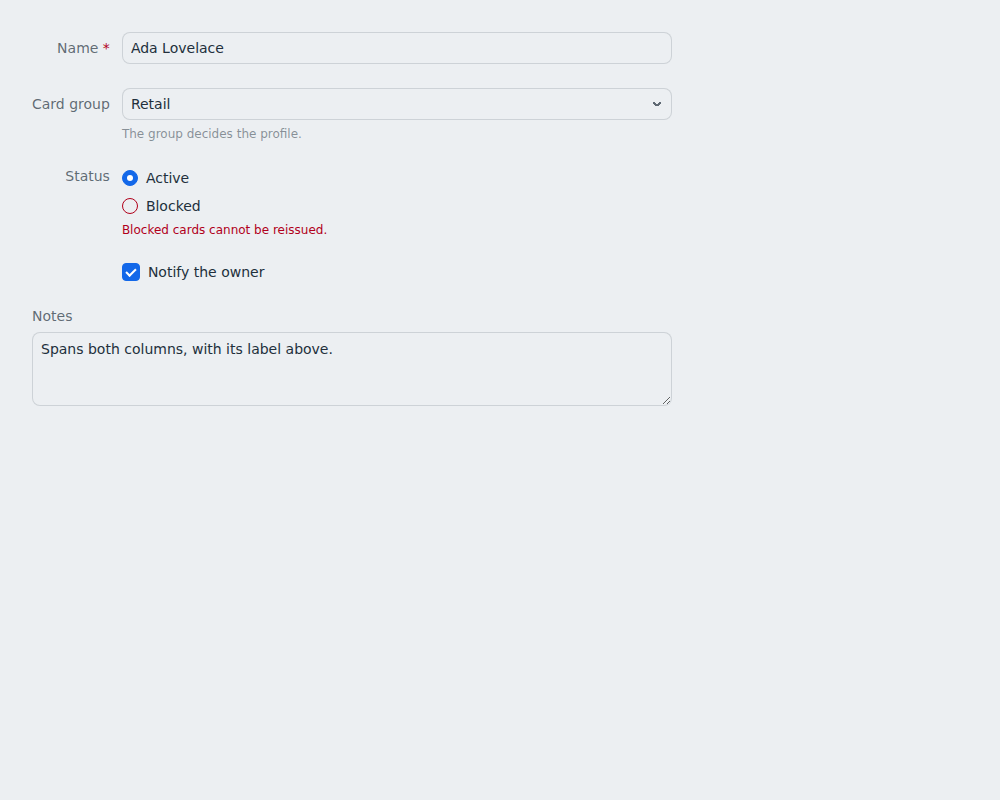 Name * Ada Lovelace
Card group Retail
The group decides the profile.
Status Active
Blocked
Blocked cards cannot be reissued.
Notify the owner
Notes
Spans both columns, with its label above.